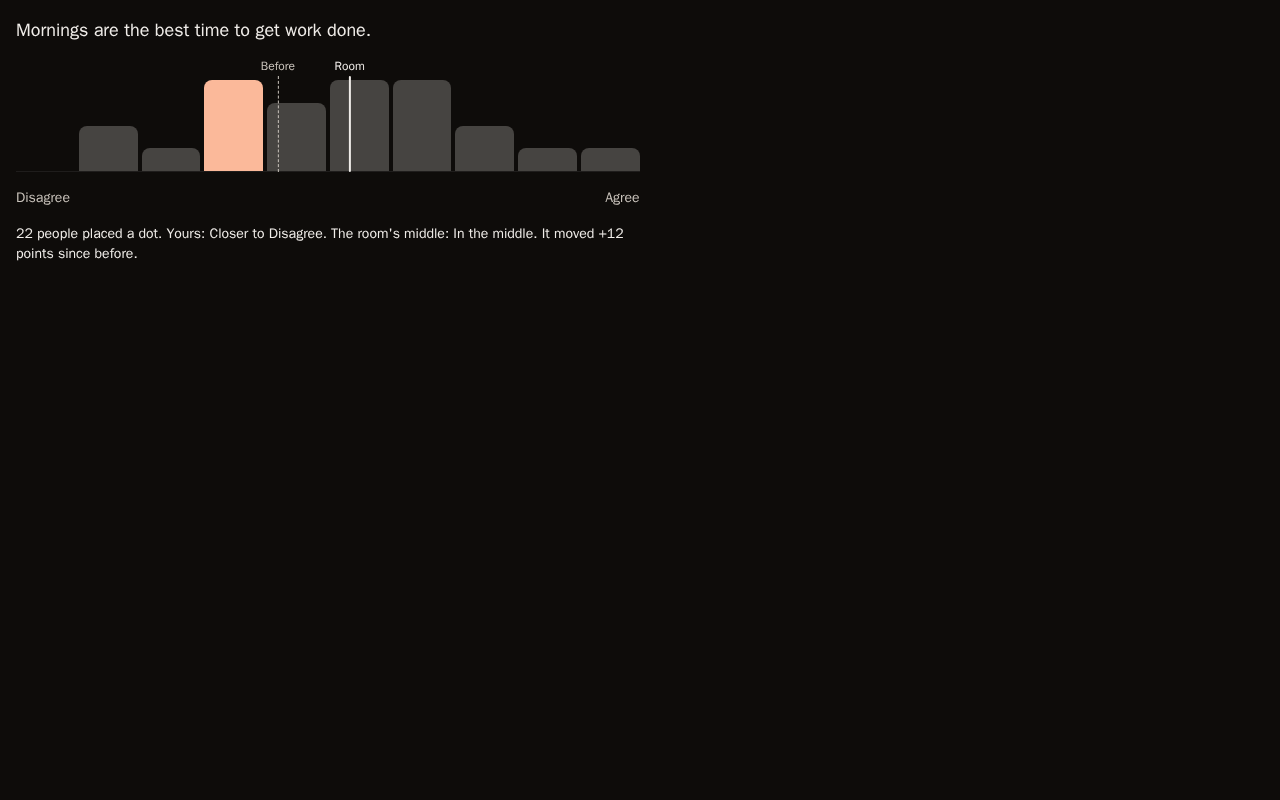 Mornings are the best time to get work done.
Before
Room
Disagree
Agree
22 people placed a dot. Yours: Closer to Disagree. The room's middle: In the middle. It moved +12
points since before.